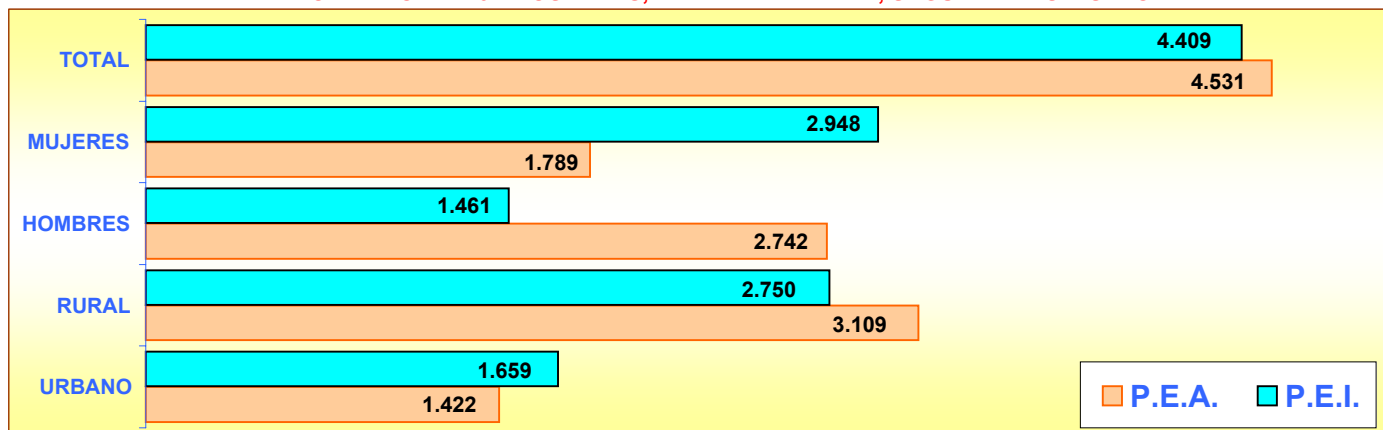 TOTAL
4.409
4.531
MUJERES
2.948
1.789
HOMBRES
1.461
2.742
RURAL
2.750
3.109
URBANO
1.659
1.422
P.E.A. P.E.I.